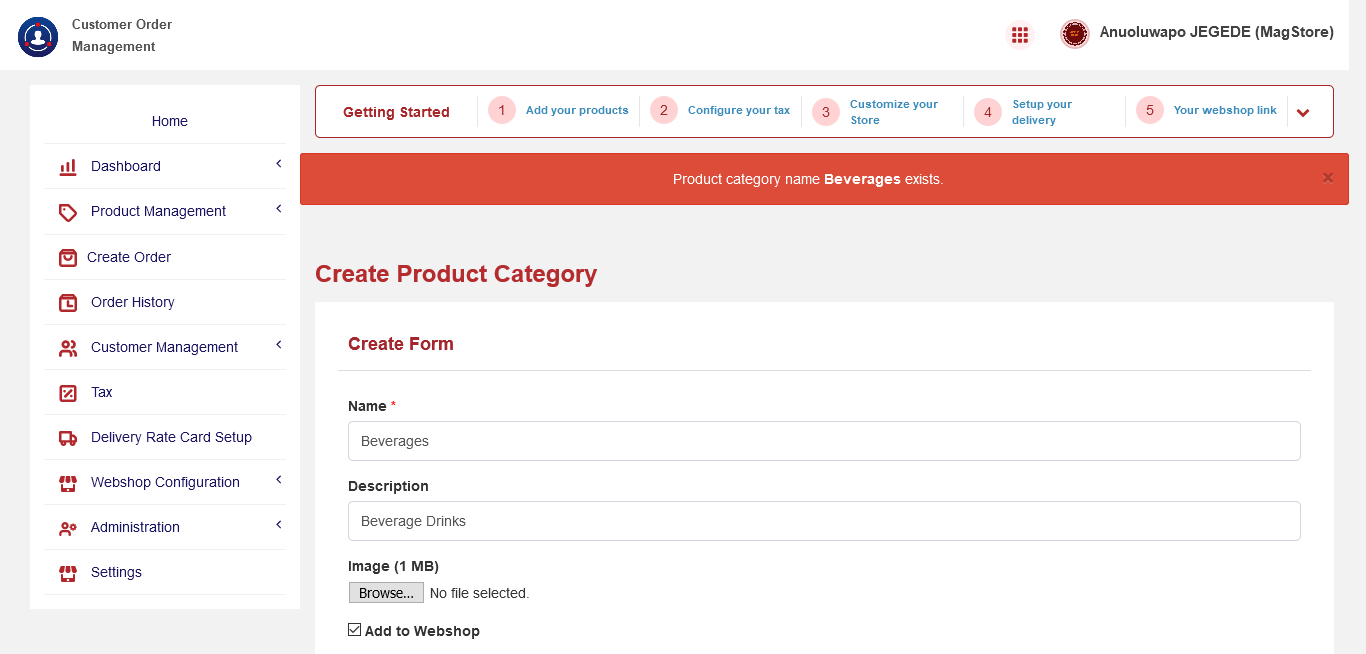 Customer Order
Management
Anuoluwapo JEGEDE (MagStore)
Home
Dashboard
Product Management
Create Order
Order History
Customer Management
Tax
Delivery Rate Card Setup
Webshop Configuration
Administration
Settings
Getting Started
1 Add your products
2 Configure your tax
3 Customize your
Store
4 Setup your
delivery
5 Your webshop link
Product category name Beverages exists.
×
Create Product Category
Create Form
Name *
Beverages
Description
Beverage Drinks
Image (1 MB)
Browse... No file selected.
Add to Webshop